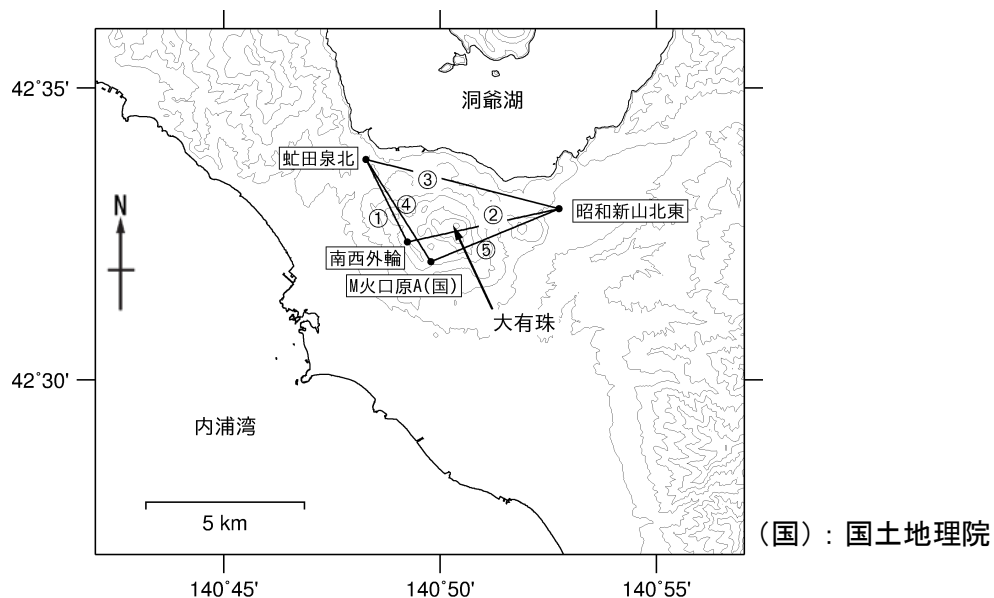 42°35'
洞爺湖
虻田泉北
③
N
④
①
②
昭和新山北東
南西外輪
⑤
M火口原A(国)
大有珠
42°30'
内浦湾
5 km
(国):国土地理院
140°45'
140°50'
140°55'